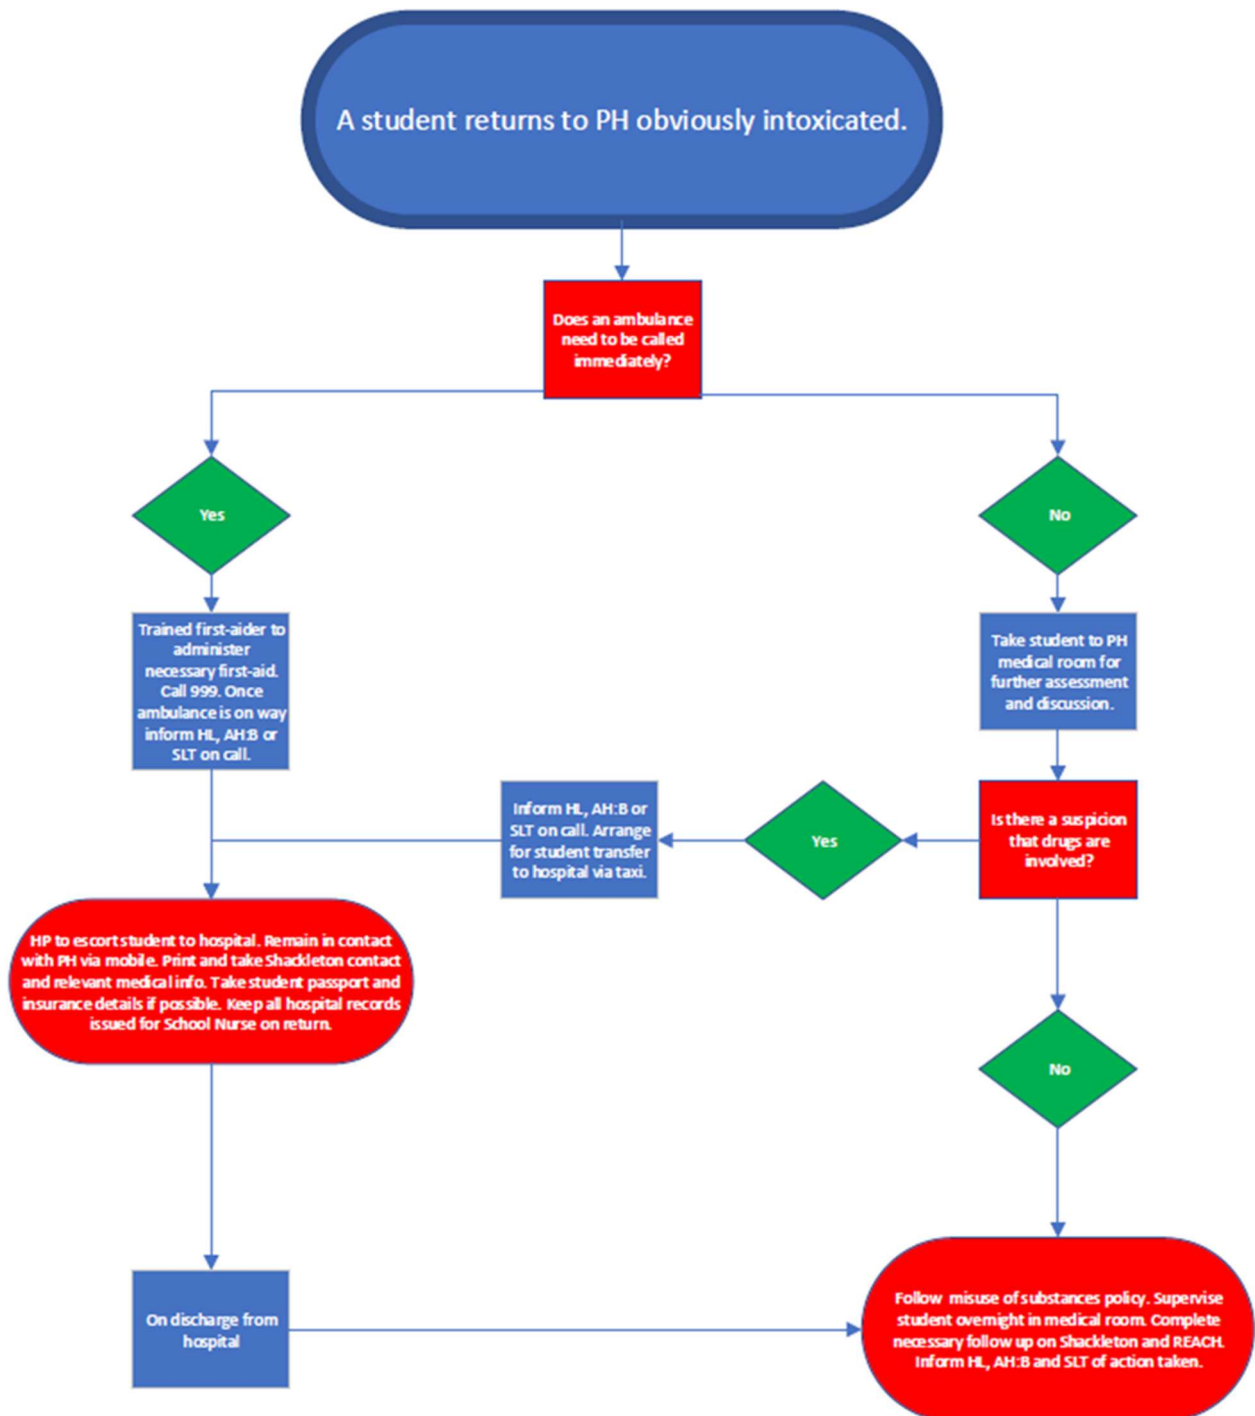 A student returns to PH obviously intoxicated.
Does an ambulance
need to be called
immediately?
Yes
No
Trained first-aider to
administer
necessary first-aid.
Call 999. Once
ambulance is on way
inform HL, AH:B or
SLT on call.
Take student to PH
medical room for
further assessment
and discussion.
Inform HL, AH:B or
SLT on call. Arrange
for student transfer
to hospital via taxi.
Yes
Is there a suspicion
that drugs are
involved?
HP to escort student to hospital. Remain in contact
with PH via mobile. Print and take Shackleton contact
and relevant medical info. Take student passport and
insurance details if possible. Keep all hospital records
issued for School Nurse on return.
No
On discharge from
hospital
Follow misuse of substances policy. Supervise
student overnight in medical room. Complete
necessary follow up on Shackleton and REACH.
Inform HL, AH:B and SLT of action taken.